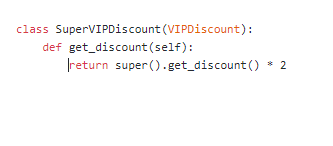 class SuperVIPDiscount(VIPDiscount):
    def get_discount(self):
        return super().get_discount() * 2